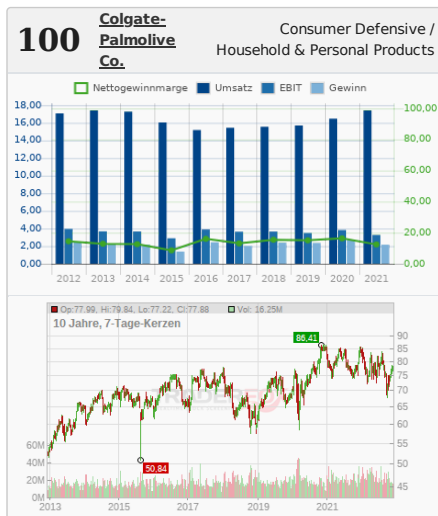 100
Colgate-
Palmolive
Co.
Consumer Defensive /
Household & Personal Products
Nettogewinnmarge Umsatz EBIT Gewinn
18,00
16,00
14,00
12,00
10,00
8,00
6,00
4,00
2,00
0,00
100,00
80,00
60,00
40,00
20,00
0,00
2012 2013 2014 2015 2016 2017 2018 2019 2020 2021
Op:77.99, Hi:79.84, Lo:77.22, Cl:77.88 Vol: 16.25M
10 Jahre, 7-Tage-Kerzen
86,41
50,84
90
85
80
75
70
65
60
55
50
45
60M
40M
20M
0M
2013 2015 2017 2019 2021